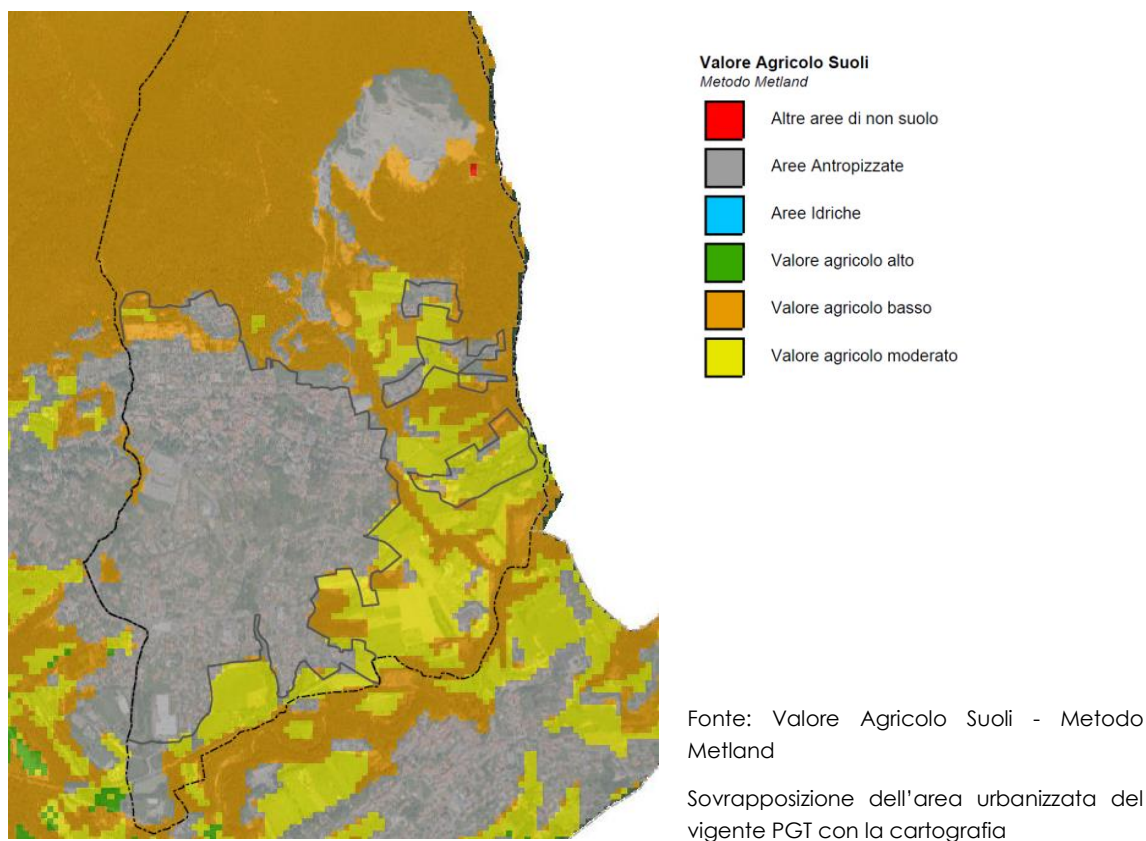 Valore Agricolo Suoli
Metodo Metland
Altre aree di non suolo
Aree Antropizzate
Aree Idriche
Valore agricolo alto
Valore agricolo basso
Valore agricolo moderato
Fonte: Valore Agricolo Suoli - Metodo
Metland
Sovrapposizione dell'area urbanizzata del
vigente PGT con la cartografia